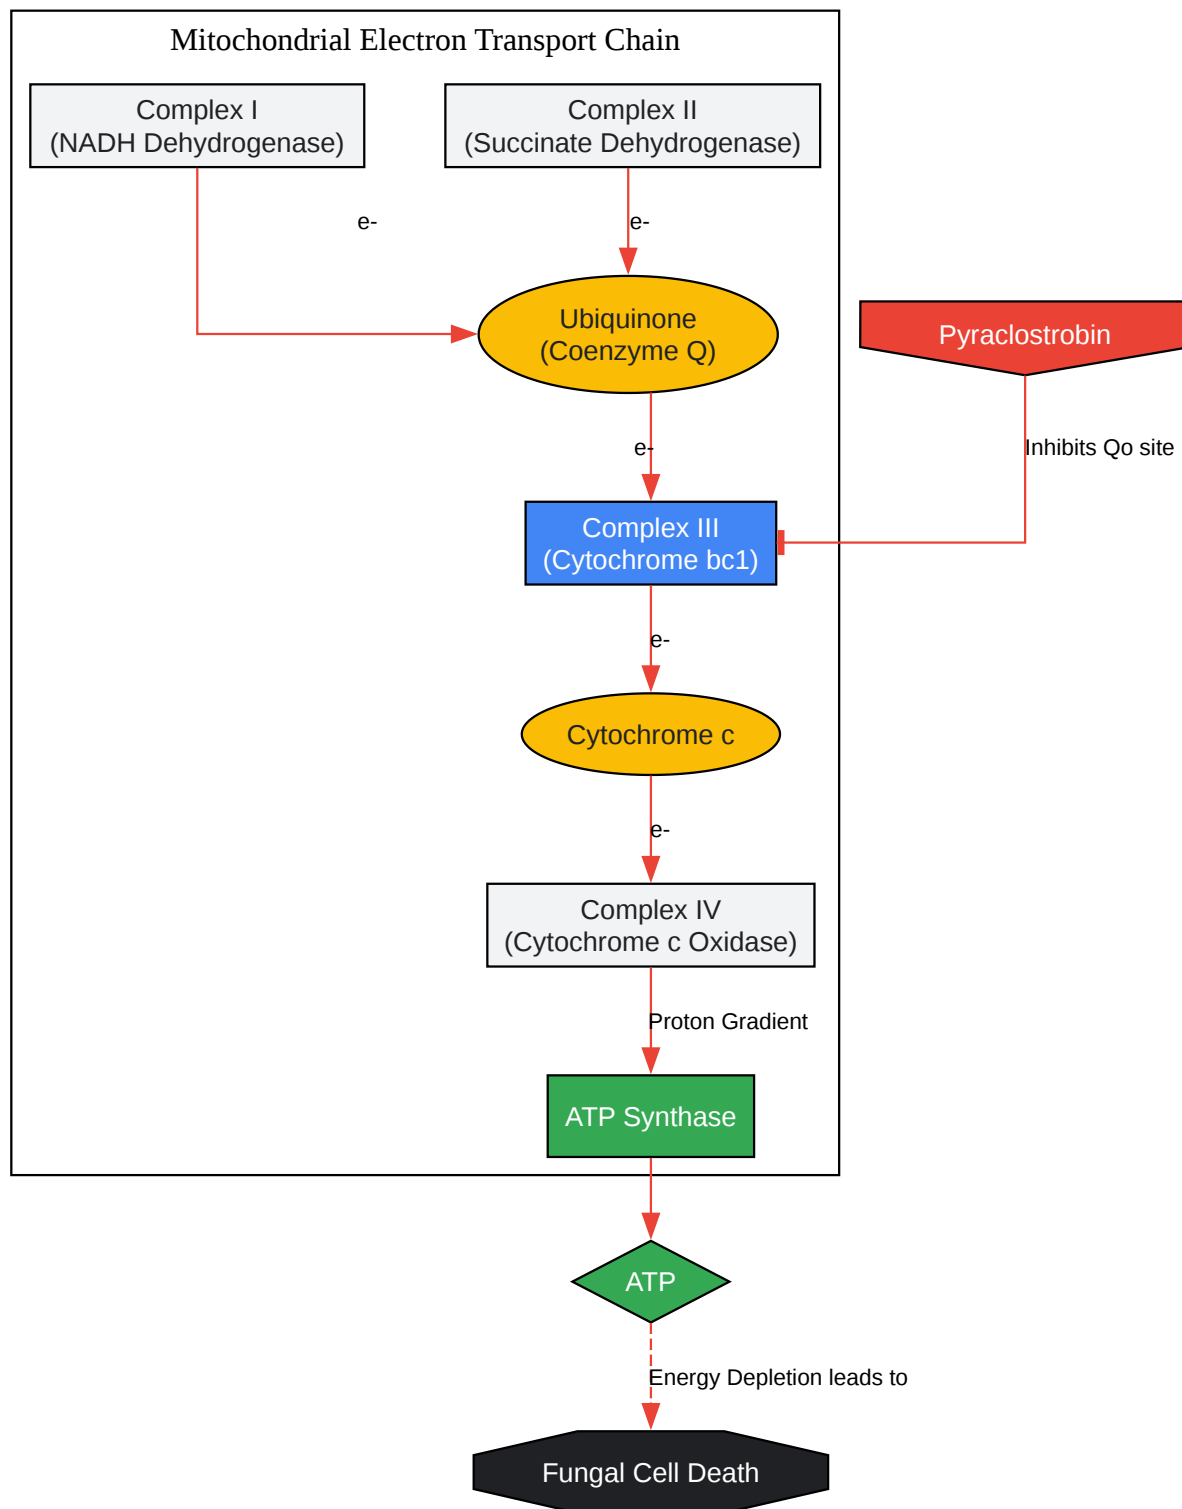 Mitochondrial Electron Transport Chain
Complex I
(NADH Dehydrogenase)
Complex II
(Succinate Dehydrogenase)
e-
e-
Ubiquinone
(Coenzyme Q)
Pyraclostrobin
e-
Inhibits Qo site
Complex III
(Cytochrome bc1)
e-
Cytochrome c
e-
Complex IV
(Cytochrome c Oxidase)
Proton Gradient
ATP Synthase
ATP
Energy Depletion leads to
Fungal Cell Death